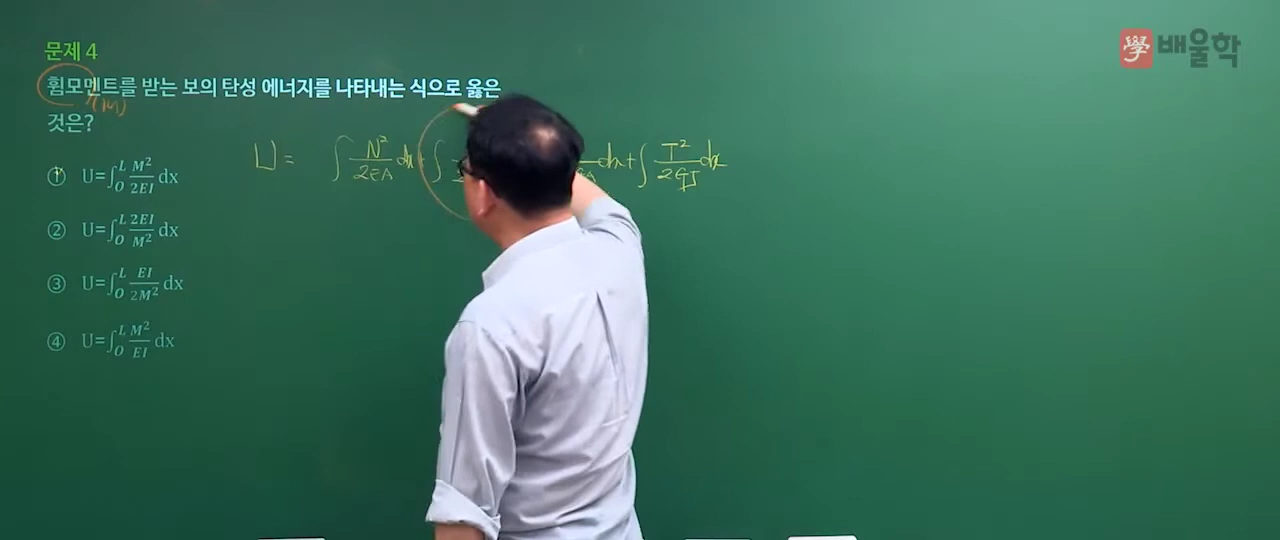 學 배울학
문제 4
휨모멘트를 받는 보의 탄성 에너지를 나타내는 식으로 옳은
(M)
것은?
U = ∫ N²/2EA dx + ∫ dx + ∫ T²/2GJ dx
① U=∫₀ᴸ M²/2EI dx
② U=∫₀ᴸ 2EI/M² dx
③ U=∫₀ᴸ EI/2M² dx
④ U=∫₀ᴸ M²/EI dx